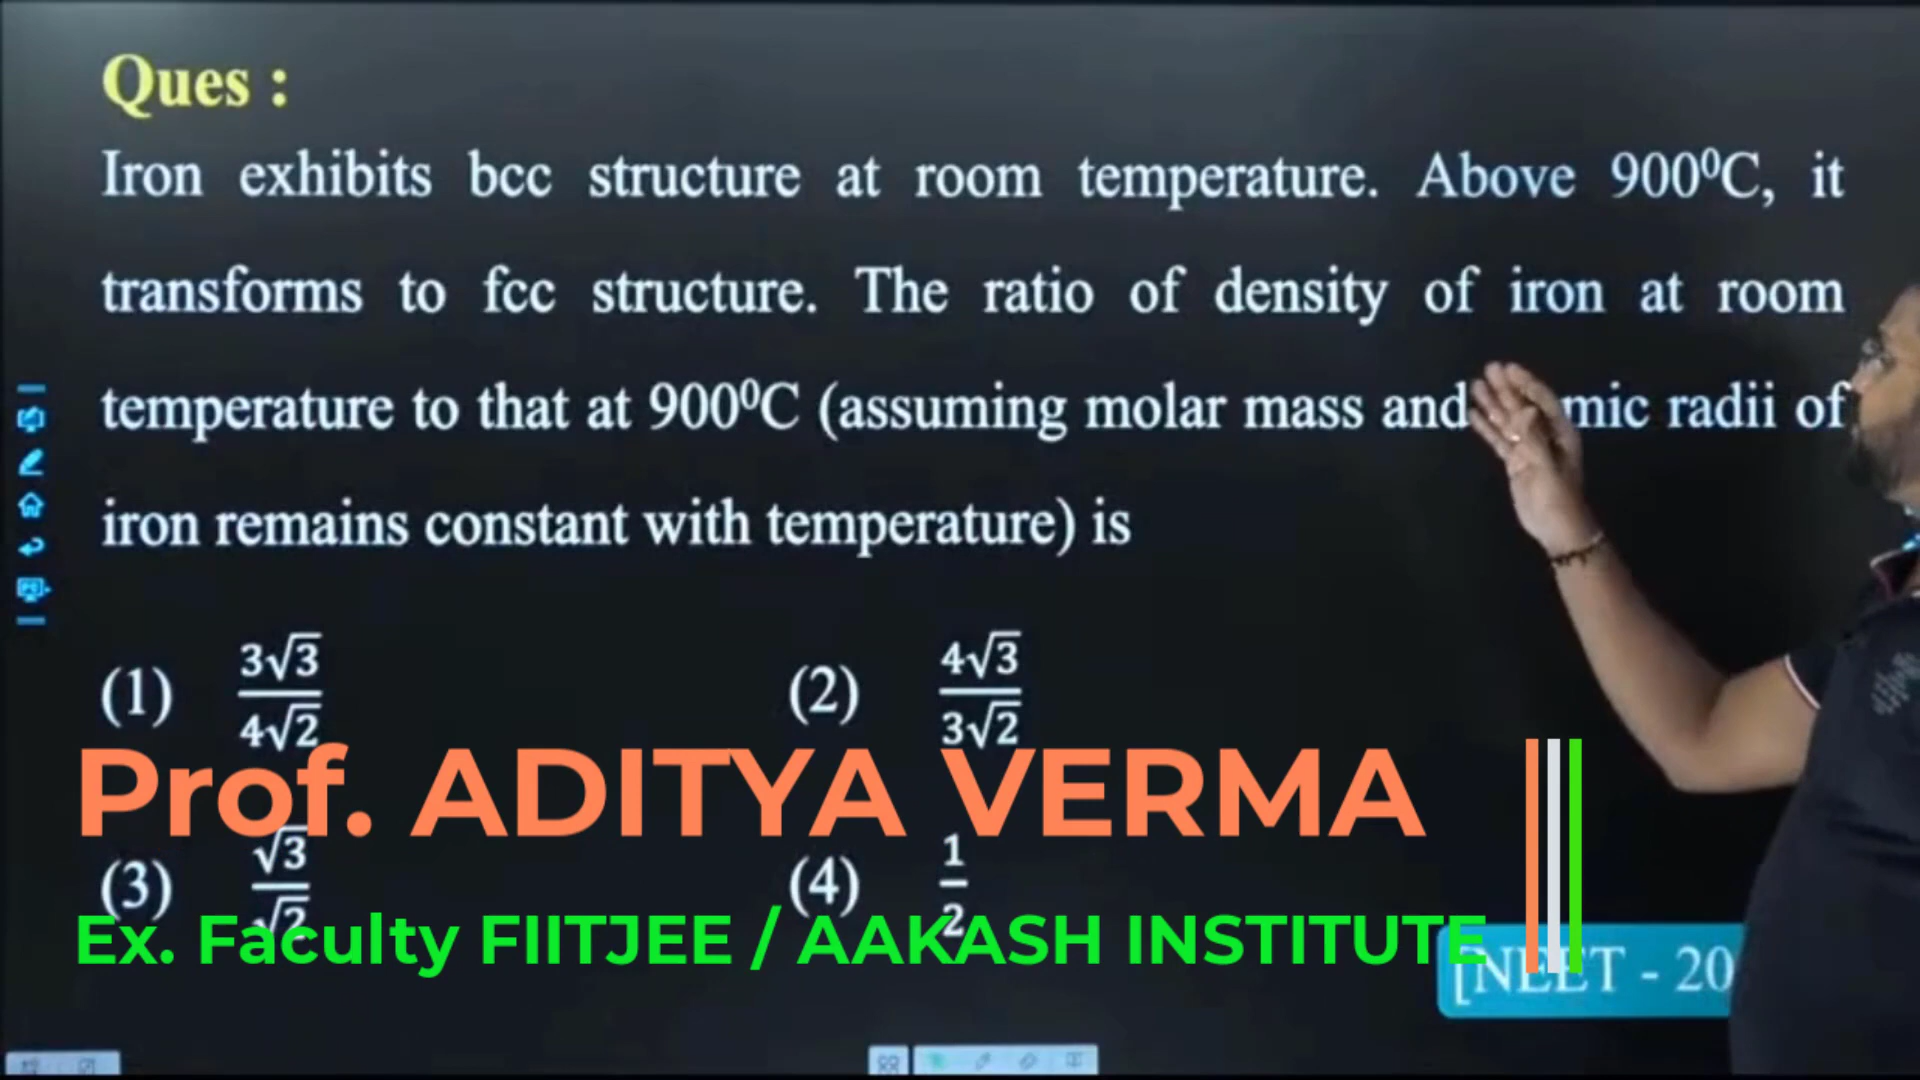 Ques :
Iron exhibits bcc structure at room temperature. Above 900⁰C, it
transforms to fcc structure. The ratio of density of iron at room
temperature to that at 900⁰C (assuming molar mass and mic radii of
iron remains constant with temperature) is
(1) 3√3/4√2 (2) 4√3/3√2
Prof. ADITYA VERMA
(3) √3/√2 (4) 1/2
Ex. Faculty FIITJEE / AAKASH INSTITUTE
[NEET - 20